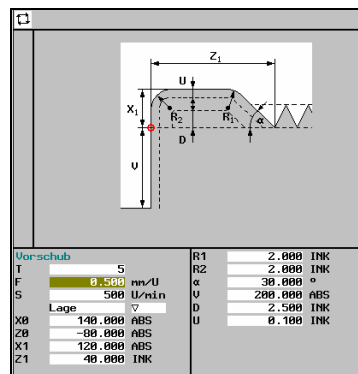 Z1
U
X1
R2
R1
α
D
V
Vorschub
T 5
F 0.500 mm/U
S 500 U/min
Lage ▽
X0 140.000 ABS
Z0 -80.000 ABS
X1 120.000 ABS
Z1 40.000 INK
R1 2.000 INK
R2 2.000 INK
α 30.000 °
V 200.000 ABS
D 2.500 INK
U 0.100 INK